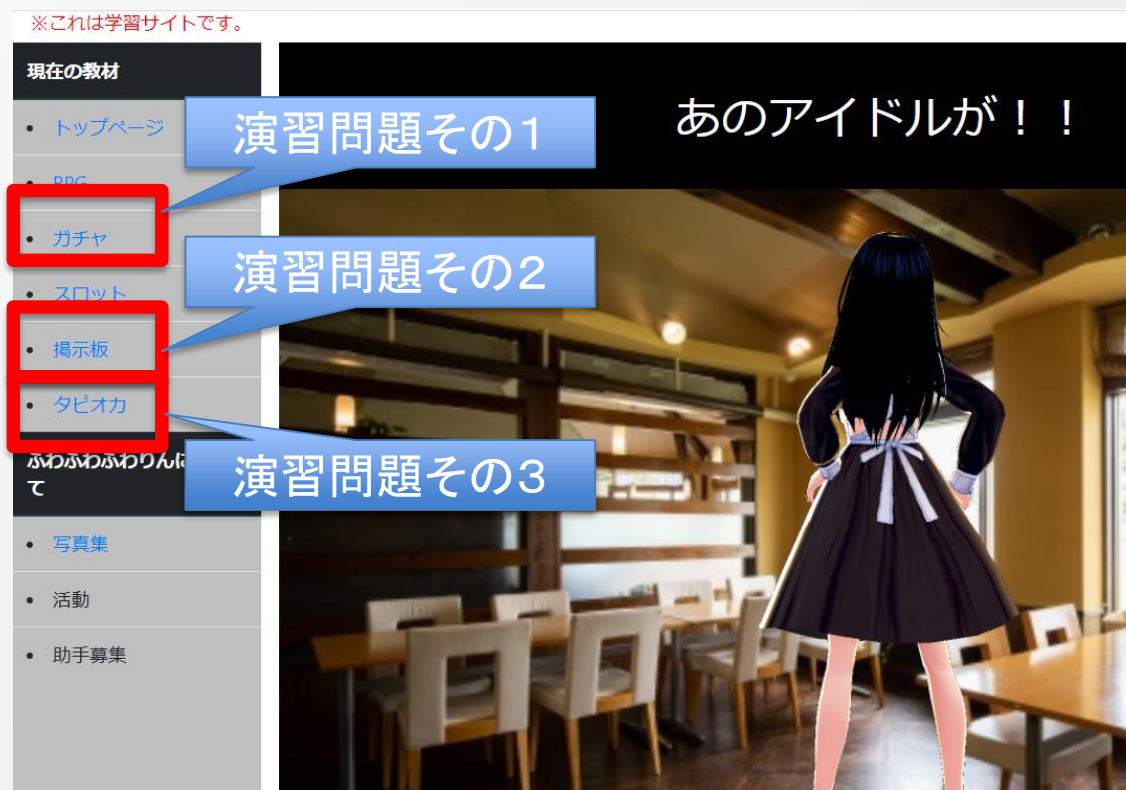 ※これは学習サイトです。
現在の教材
トップページ
RPG
ガチャ
スロット
掲示板
タピオカ
ふわふわふわりんに
て
写真集
活動
助手募集
演習問題その1
演習問題その2
演習問題その3
あのアイドルが！！